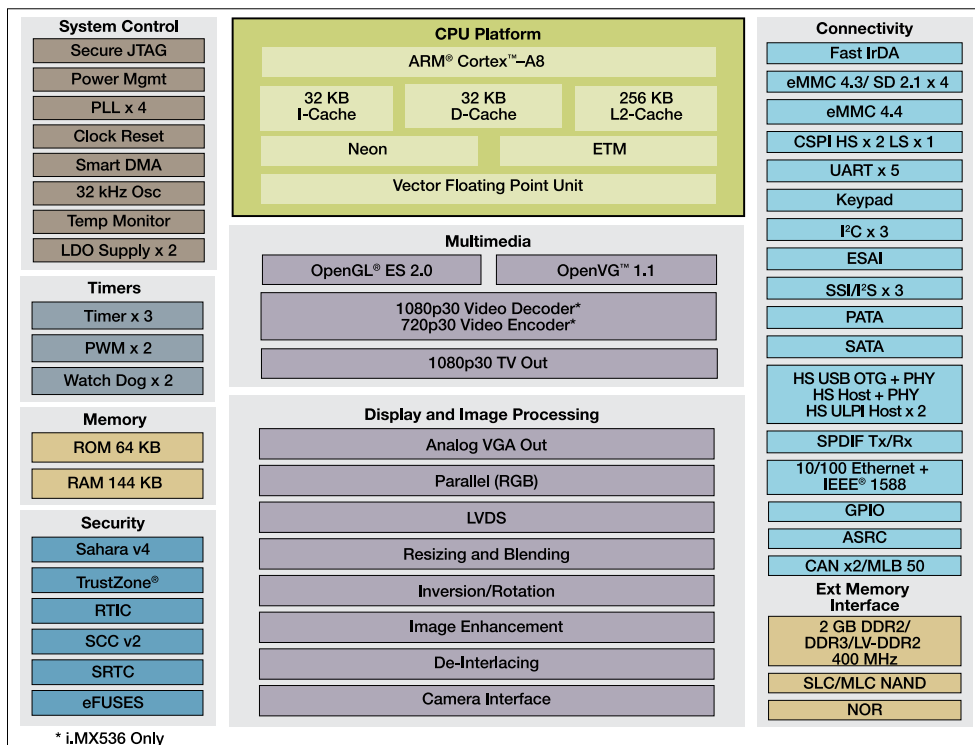 System Control
Secure JTAG
Power Mgmt
PLL x 4
Clock Reset
Smart DMA
32 kHz Osc
Temp Monitor
LDO Supply x 2
Timers
Timer x 3
PWM x 2
Watch Dog x 2
Memory
ROM 64 KB
RAM 144 KB
Security
Sahara v4
TrustZone®
RTIC
SCC v2
SRTC
eFUSES
* i.MX536 Only
CPU Platform
ARM® Cortex™–A8
32 KB
I-Cache
32 KB
D-Cache
256 KB
L2-Cache
Neon
ETM
Vector Floating Point Unit
Multimedia
OpenGL® ES 2.0
OpenVG™ 1.1
1080p30 Video Decoder*
720p30 Video Encoder*
1080p30 TV Out
Display and Image Processing
Analog VGA Out
Parallel (RGB)
LVDS
Resizing and Blending
Inversion/Rotation
Image Enhancement
De-Interlacing
Camera Interface
Connectivity
Fast IrDA
eMMC 4.3/ SD 2.1 x 4
eMMC 4.4
CSPI HS x 2 LS x 1
UART x 5
Keypad
I²C x 3
ESAI
SSI/I²S x 3
PATA
SATA
HS USB OTG + PHY
HS Host + PHY
HS ULPI Host x 2
SPDIF Tx/Rx
10/100 Ethernet +
IEEE® 1588
GPIO
ASRC
CAN x2/MLB 50
Ext Memory
Interface
2 GB DDR2/
DDR3/LV-DDR2
400 MHz
SLC/MLC NAND
NOR